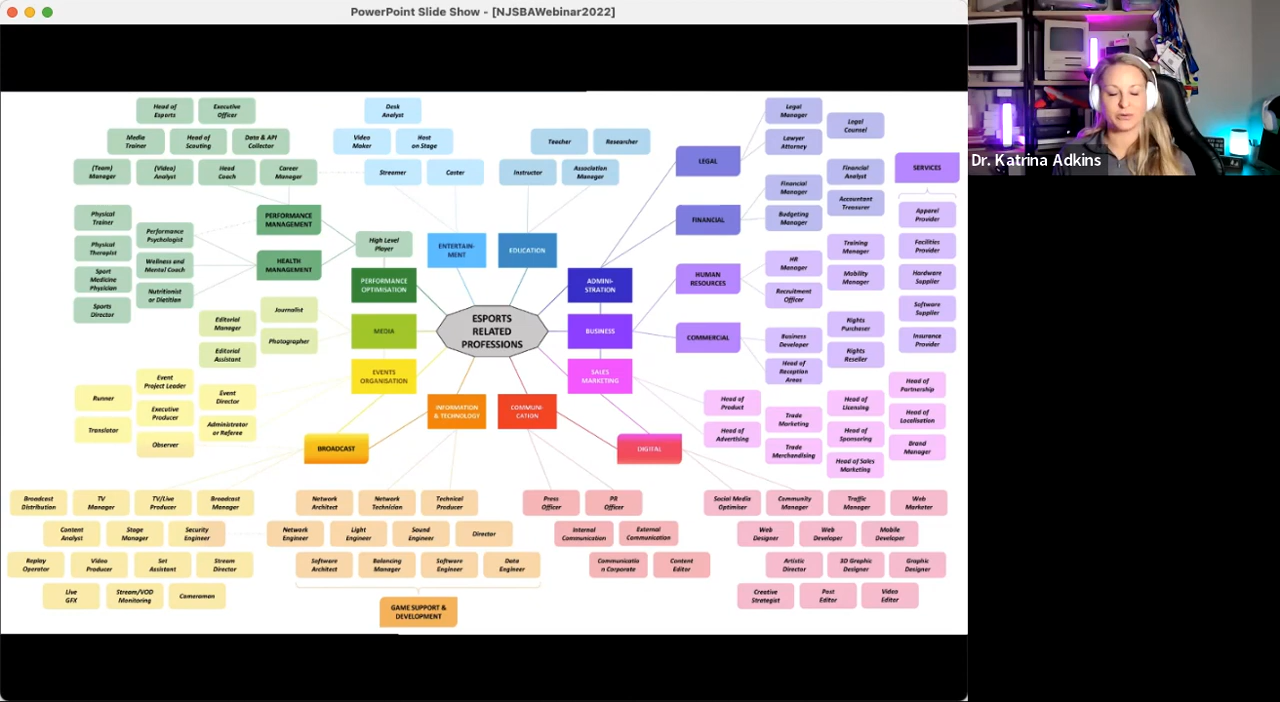 PowerPoint Slide Show - [NJSBAWebinar2022]
Dr. Katrina Adkins
Head of
Esports
Executive
Officer
Media
Trainer
Head of
Scouting
Data & API
Collector
(Team)
Manager
(Video)
Analyst
Head
Coach
Career
Manager
Desk
Analyst
Video
Maker
Host
on Stage
Streamer
Caster
Teacher
Researcher
Instructor
Association
Manager
Legal
Manager
Legal
Counsel
Lawyer
Attorney
LEGAL
Financial
Analyst
SERVICES
Financial
Manager
Accountant
Treasurer
FINANCIAL
Budgeting
Manager
Apparel
Provider
Facilities
Provider
Hardware
Supplier
Software
Supplier
Insurance
Provider
Physical
Trainer
Performance
Psychologist
Physical
Therapist
Wellness and
Mental Coach
Sport
Medicine
Physician
Nutritionist
or Dietitian
Sports
Director
PERFORMANCE
MANAGEMENT
HEALTH
MANAGEMENT
High Level
Player
PERFORMANCE
OPTIMISATION
ENTERTAIN-
MENT
EDUCATION
ADMINI-
STRATION
HUMAN
RESOURCES
HR
Manager
Training
Manager
Mobility
Manager
Recruitment
Officer
ESPORTS
RELATED
PROFESSIONS
MEDIA
Journalist
Photographer
Editorial
Manager
Editorial
Assistant
BUSINESS
COMMERCIAL
Business
Developer
Rights
Purchaser
Head of
Reception
Areas
Rights
Reseller
EVENTS
ORGANISATION
Event
Project Leader
Runner
Executive
Producer
Event
Director
Translator
Observer
Administrator
or Referee
SALES
MARKETING
Head of
Product
Head of
Advertising
Trade
Marketing
Trade
Merchandising
Head of
Licensing
Head of
Sponsoring
Head of Sales
Marketing
Head of
Partnership
Head of
Localisation
Brand
Manager
INFORMATION
& TECHNOLOGY
COMMUNI-
CATION
BROADCAST
DIGITAL
Broadcast
Distribution
TV
Manager
TV/Live
Producer
Broadcast
Manager
Content
Analyst
Stage
Manager
Security
Engineer
Replay
Operator
Video
Producer
Set
Assistant
Stream
Director
Live
GFX
Stream/VOD
Monitoring
Cameraman
Network
Architect
Network
Technician
Technical
Producer
Network
Engineer
Light
Engineer
Sound
Engineer
Director
Software
Architect
Balancing
Manager
Software
Engineer
Data
Engineer
GAME SUPPORT &
DEVELOPMENT
Press
Officer
PR
Officer
Internal
Communication
External
Communication
Communicatio
n Corporate
Content
Editor
Social Media
Optimiser
Community
Manager
Traffic
Manager
Web
Marketer
Web
Designer
Web
Developer
Mobile
Developer
Artistic
Director
3D Graphic
Designer
Graphic
Designer
Creative
Strategist
Post
Editor
Video
Editor